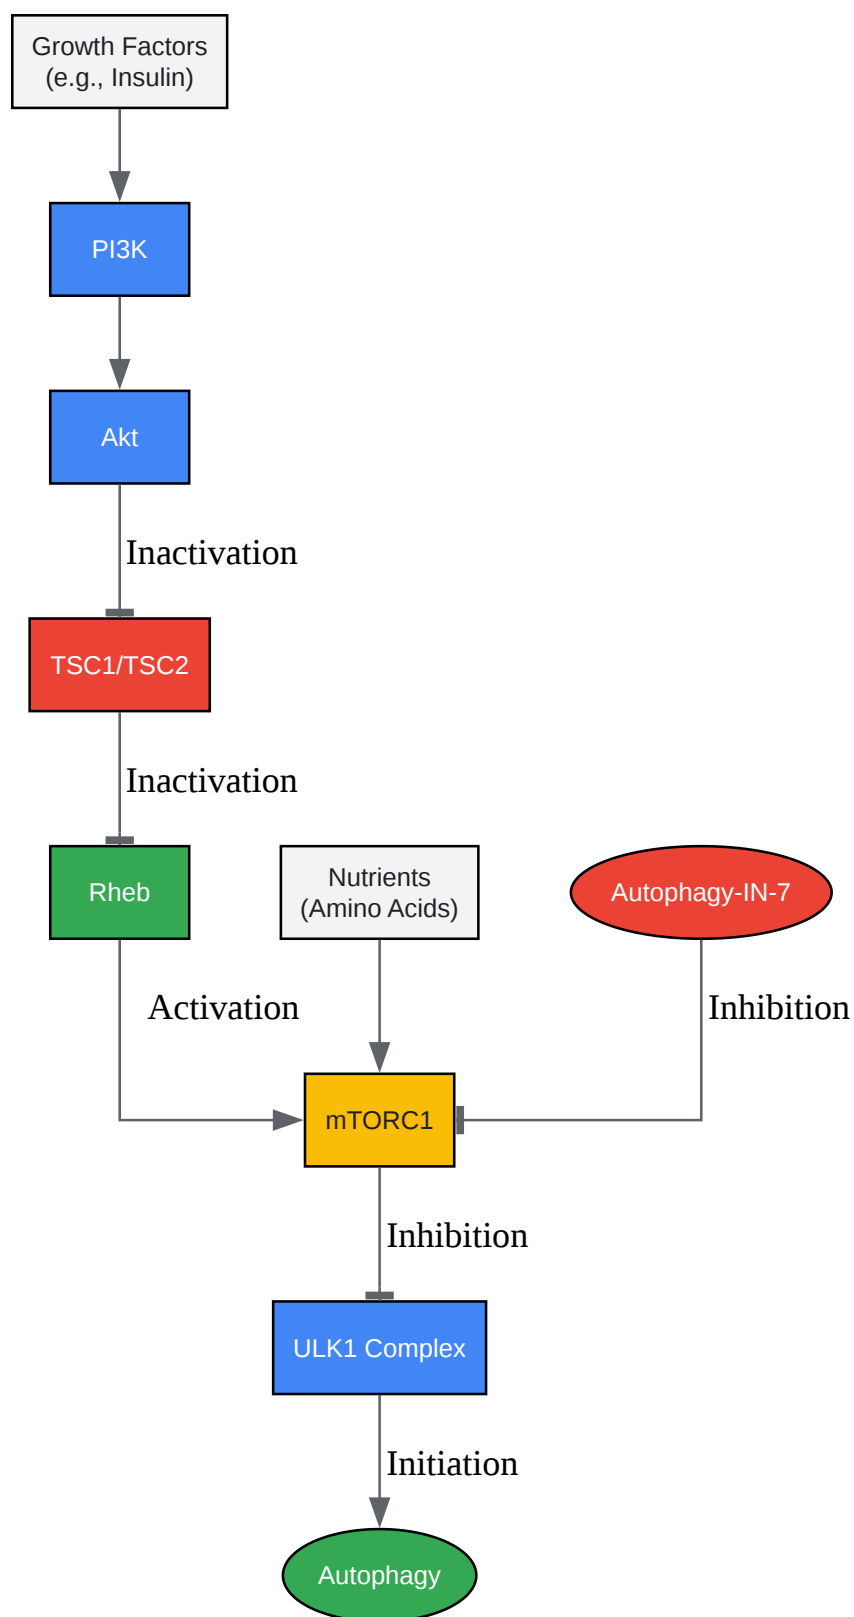 Growth Factors
(e.g., Insulin)
PI3K
Akt
Inactivation
TSC1/TSC2
Inactivation
Rheb
Nutrients
(Amino Acids)
Autophagy-IN-7
Activation
Inhibition
mTORC1
Inhibition
ULK1 Complex
Initiation
Autophagy